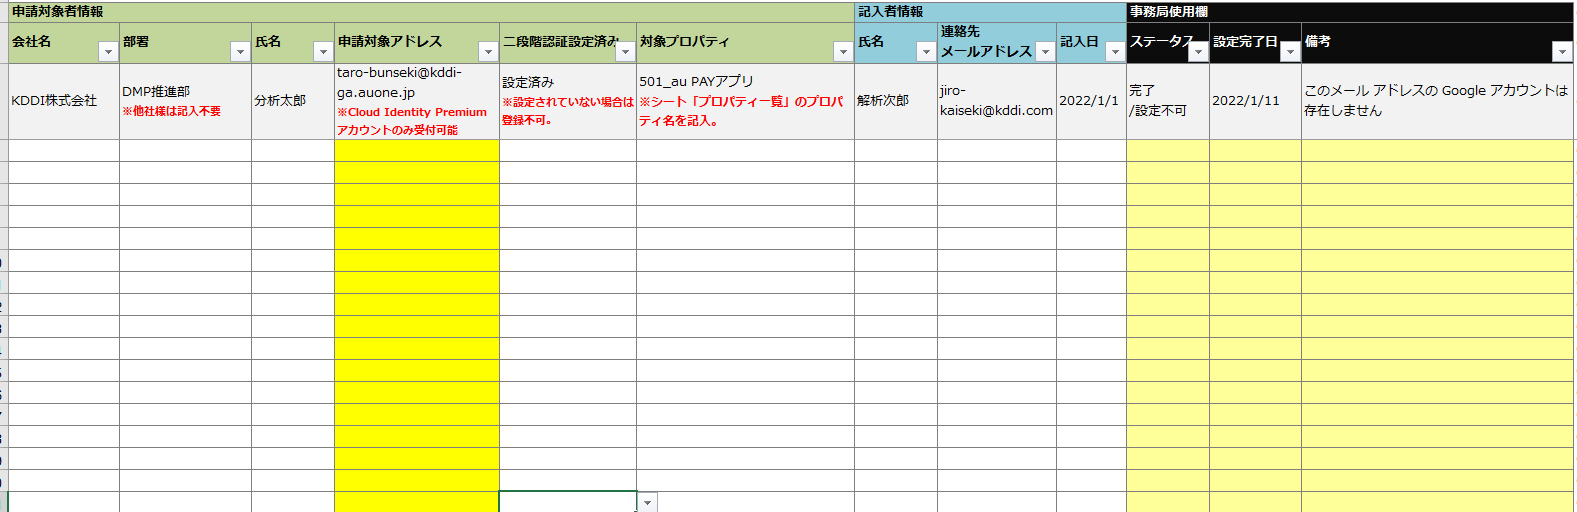 申請対象者情報
記入者情報
事務局使用欄
会社名
部署
氏名
申請対象アドレス
二段階認証設定済み
対象プロパティ
氏名
連絡先
メールアドレス
記入日
ステータス
設定完了日
備考
KDDI株式会社
DMP推進部
※他社様は記入不要
分析太郎
taro-bunseki@kddi-
ga.auone.jp
※Cloud Identity Premium
アカウントのみ受付可能
設定済み
※設定されていない場合は
登録不可。
501_au PAYアプリ
※シート「プロパティ一覧」のプロパ
ティ名を記入。
解析次郎
jiro-
kaiseki@kddi.com
2022/1/1
完了
/設定不可
2022/1/11
このメール アドレスの Google アカウントは
存在しません